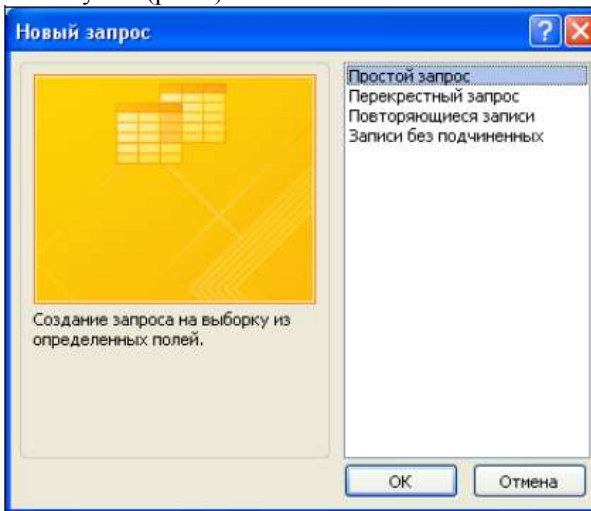 Новый запрос
Простой запрос
Перекрестный запрос
Повторяющиеся записи
Записи без подчиненных
Создание запроса на выборку из
определенных полей.
ОК
Отмена